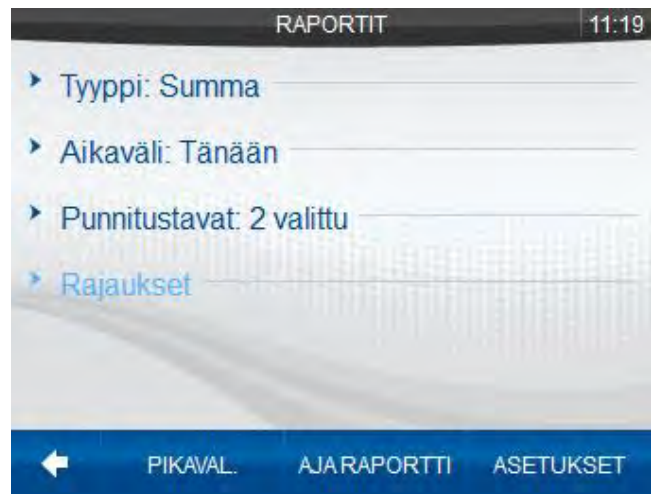 RAPORTIT 11:19
Tyyppi: Summa
Aikaväli: Tänään
Punnitustavat: 2 valittu
Rajaukset
PIKAVAL. AJA RAPORTTI ASETUKSET